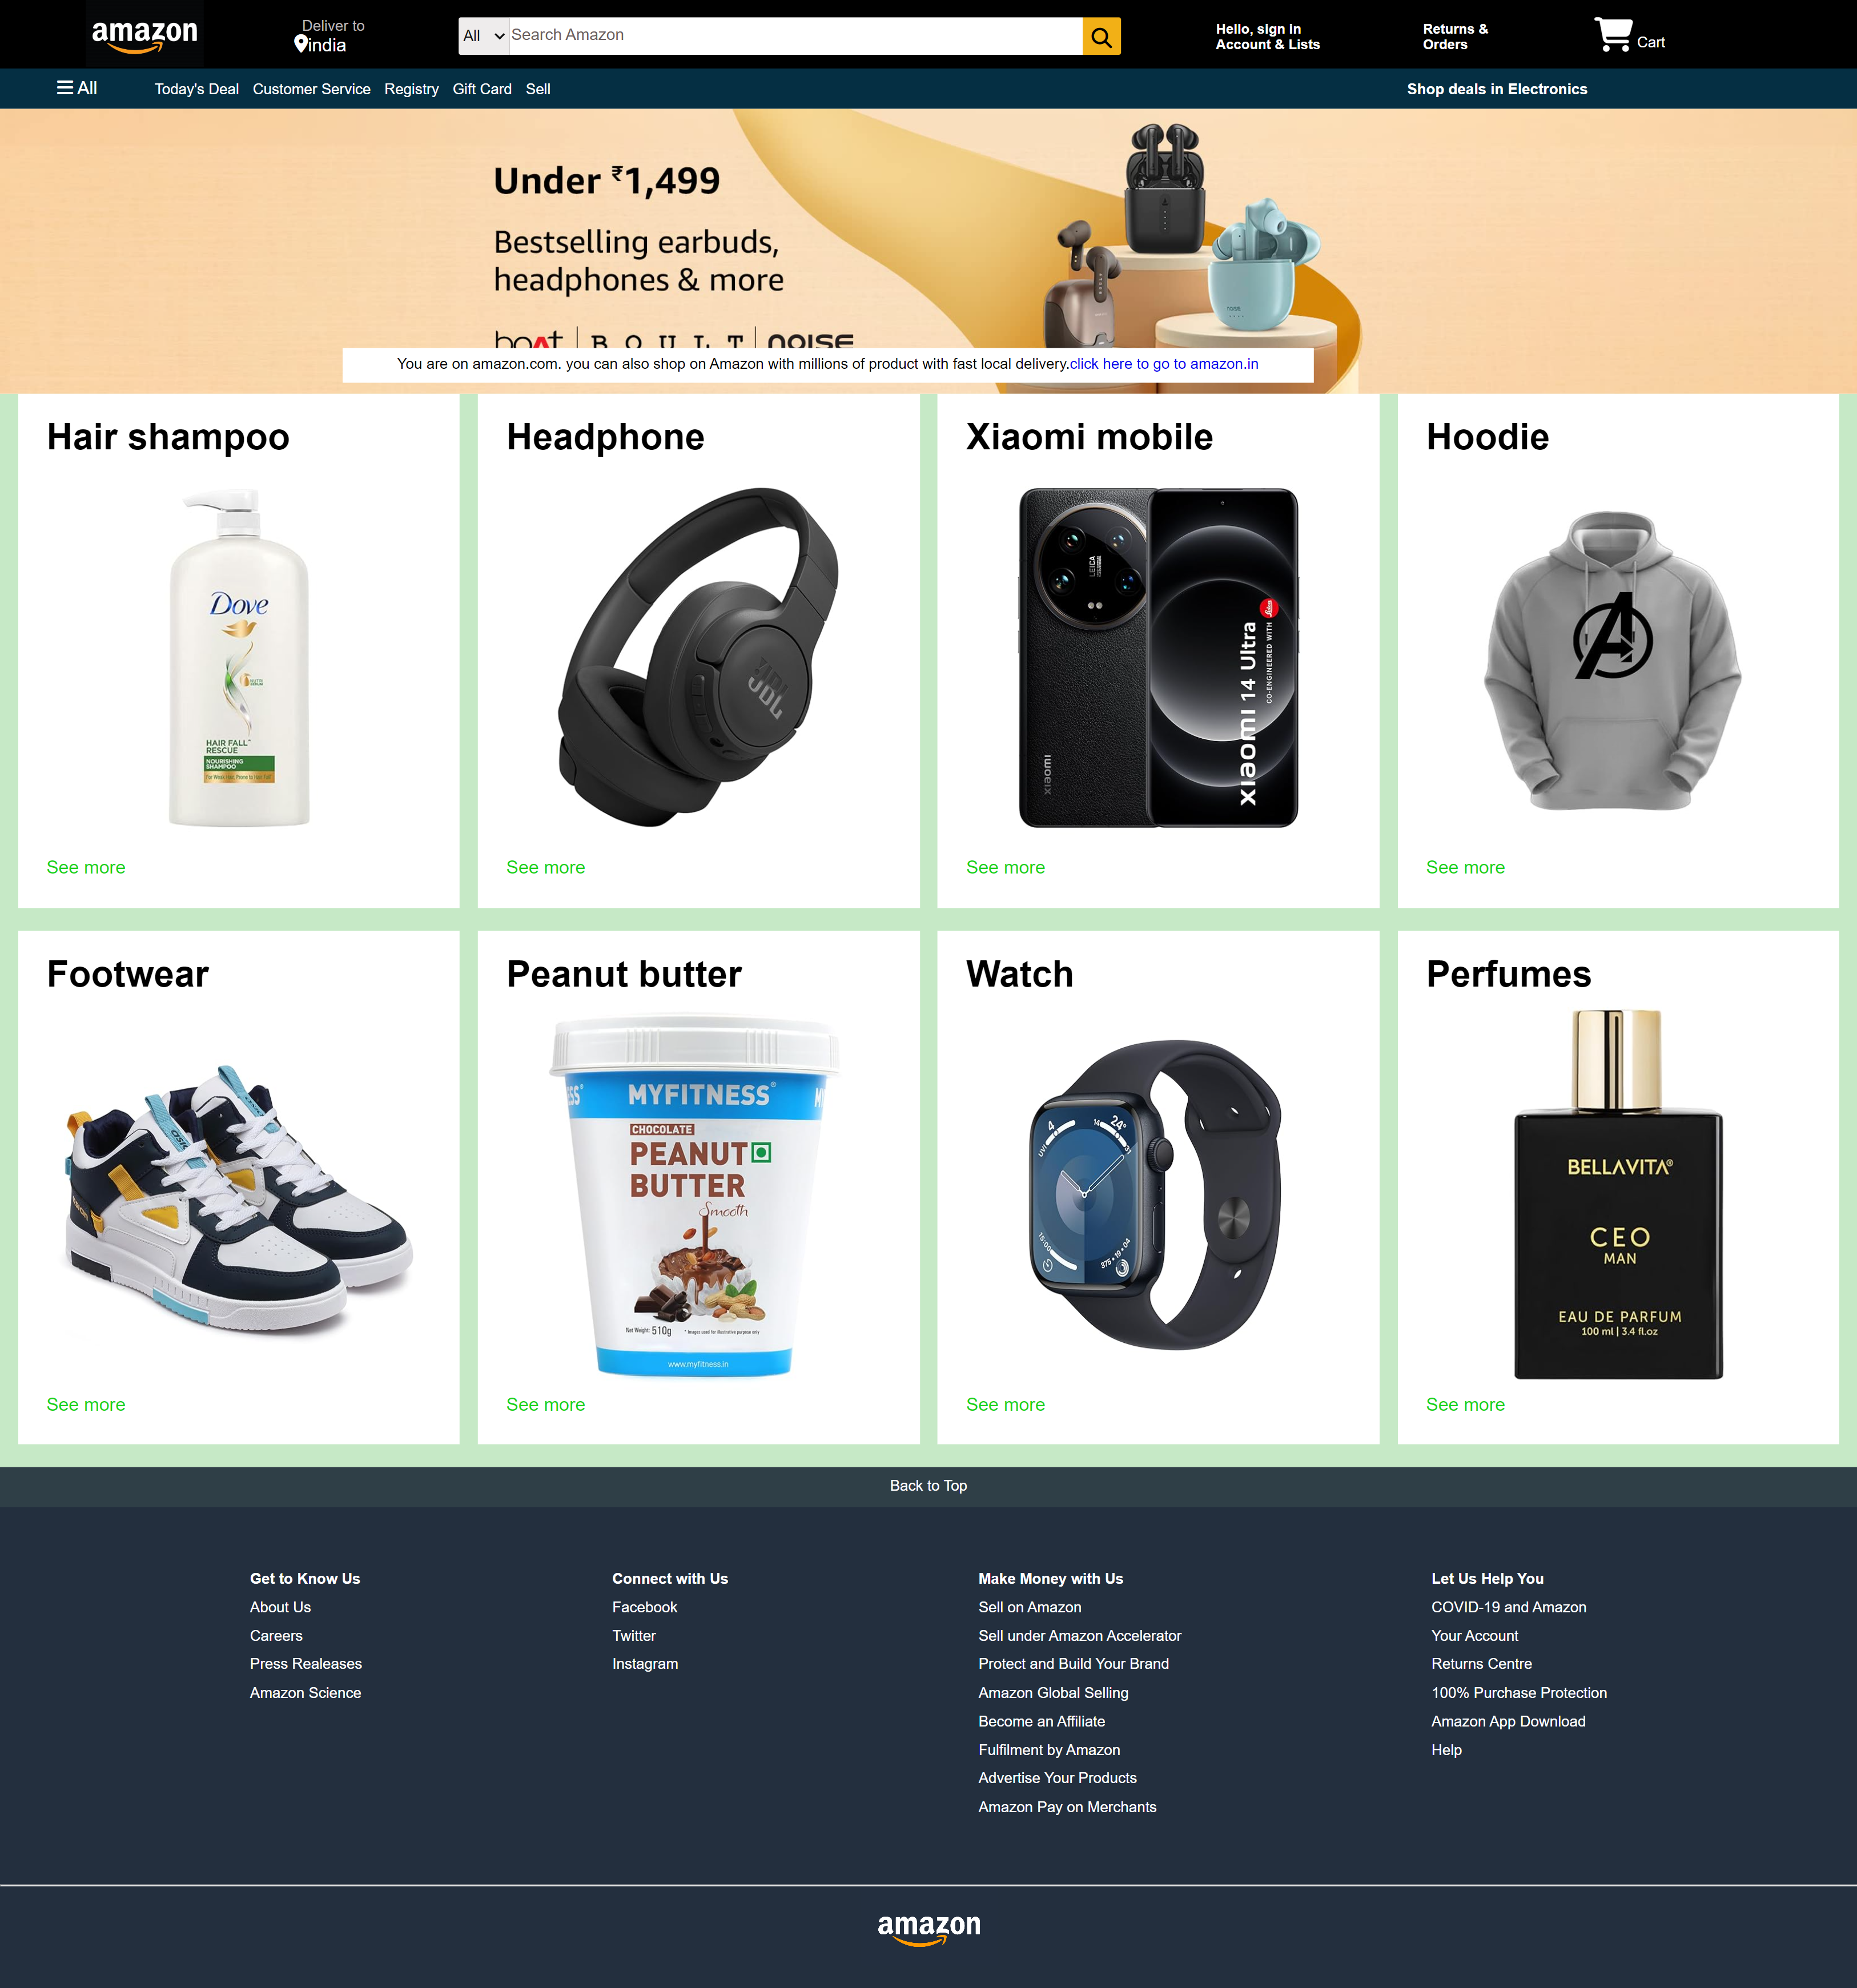 amazon
Deliver to
india
All
Search Amazon
Hello, sign in
Account & Lists
Returns &
Orders
Cart
All
Today's Deal
Customer Service
Registry
Gift Card
Sell
Shop deals in Electronics
Under ₹1,499
Bestselling earbuds,
headphones & more
boAt | BOULT | noise
You are on amazon.com. you can also shop on Amazon with millions of product with fast local delivery.click here to go to amazon.in
Hair shampoo
Dove
HAIR FALL
RESCUE
NOURISHING
SHAMPOO
See more
Headphone
JBL
See more
Xiaomi mobile
LEICA
xiaomi
xiaomi 14 Ultra
CO-ENGINEERED WITH Leica
See more
Hoodie
A
See more
Footwear
See more
Peanut butter
MYFITNESS®
CHOCOLATE
PEANUT
BUTTER
Smooth
Net Weight: 510g
* Images used for illustrative purpose only
www.myfitness.in
See more
Watch
See more
Perfumes
BELLAVITA®
CEO
MAN
EAU DE PARFUM
100 ml | 3.4 fl.oz
See more
Back to Top
Get to Know Us
About Us
Careers
Press Realeases
Amazon Science
Connect with Us
Facebook
Twitter
Instagram
Make Money with Us
Sell on Amazon
Sell under Amazon Accelerator
Protect and Build Your Brand
Amazon Global Selling
Become an Affiliate
Fulfilment by Amazon
Advertise Your Products
Amazon Pay on Merchants
Let Us Help You
COVID-19 and Amazon
Your Account
Returns Centre
100% Purchase Protection
Amazon App Download
Help
amazon